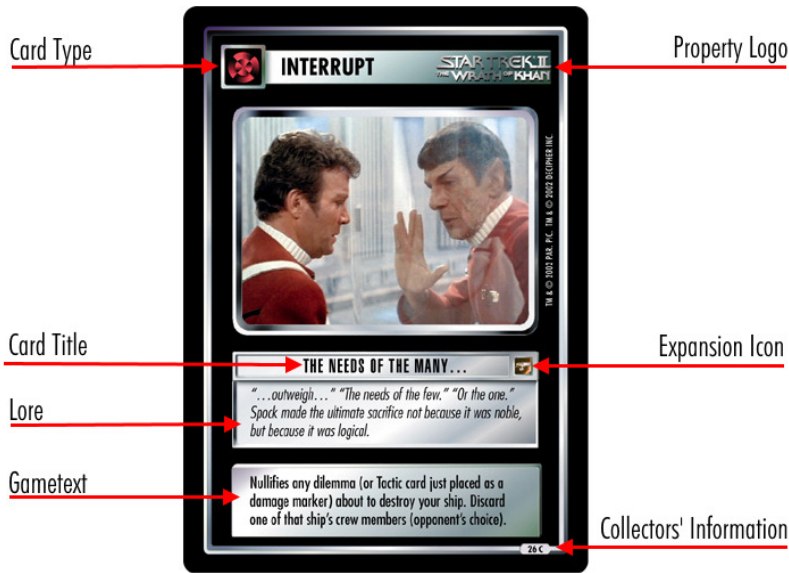 Card Type
Property Logo
INTERRUPT
STAR TREK II
THE WRATH OF KHAN
TM & © 2002 PAR. PIC. TM & © 2002 DECIPHER INC.
Card Title
Expansion Icon
THE NEEDS OF THE MANY...
Lore
"...outweigh..." "The needs of the few." "Or the one."
Spock made the ultimate sacrifice not because it was noble,
but because it was logical.
Gametext
Nullifies any dilemma (or Tactic card just placed as a
damage marker) about to destroy your ship. Discard
one of that ship's crew members (opponent's choice).
Collectors' Information
26 C